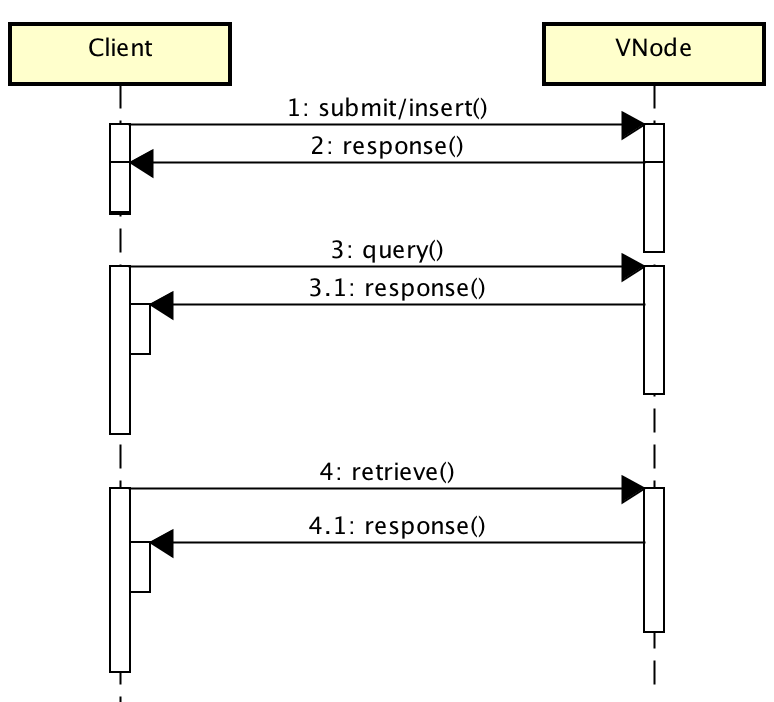 Client
VNode
1: submit/insert()
2: response()
3: query()
3.1: response()
4: retrieve()
4.1: response()